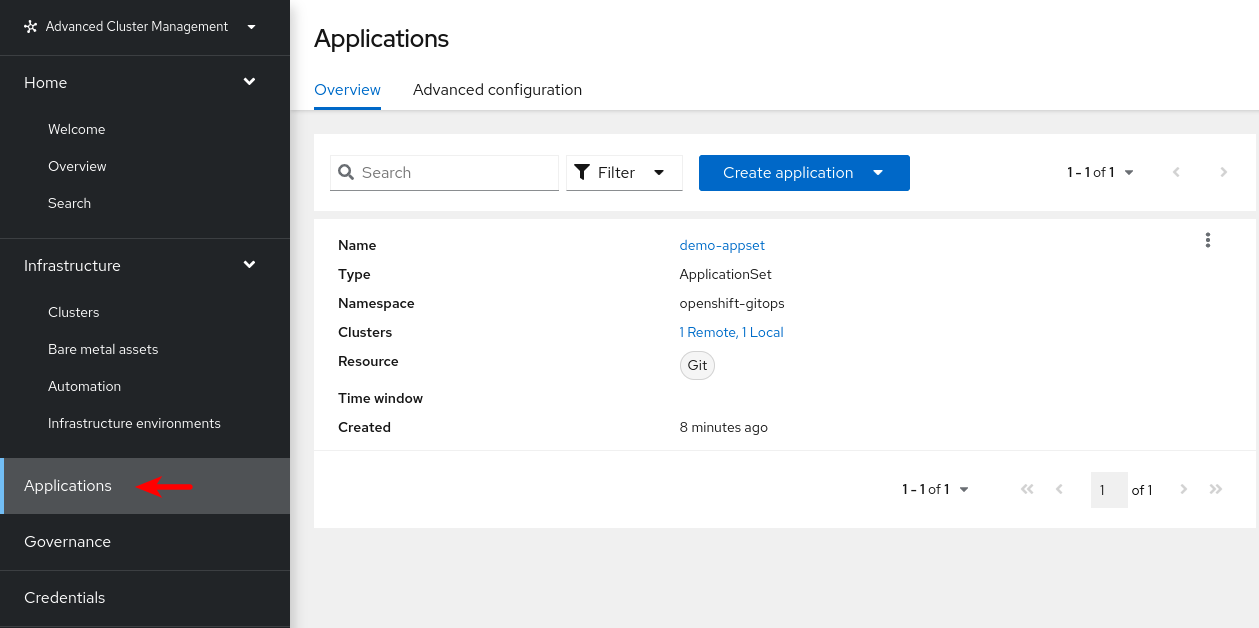 Advanced Cluster Management
Home
Welcome
Overview
Search
Infrastructure
Clusters
Bare metal assets
Automation
Infrastructure environments
Applications
Governance
Credentials
Applications
Overview Advanced configuration
Search Filter Create application 1 - 1 of 1
Name demo-appset
Type ApplicationSet
Namespace openshift-gitops
Clusters 1 Remote, 1 Local
Resource Git
Time window
Created 8 minutes ago
1 - 1 of 1 1 of 1